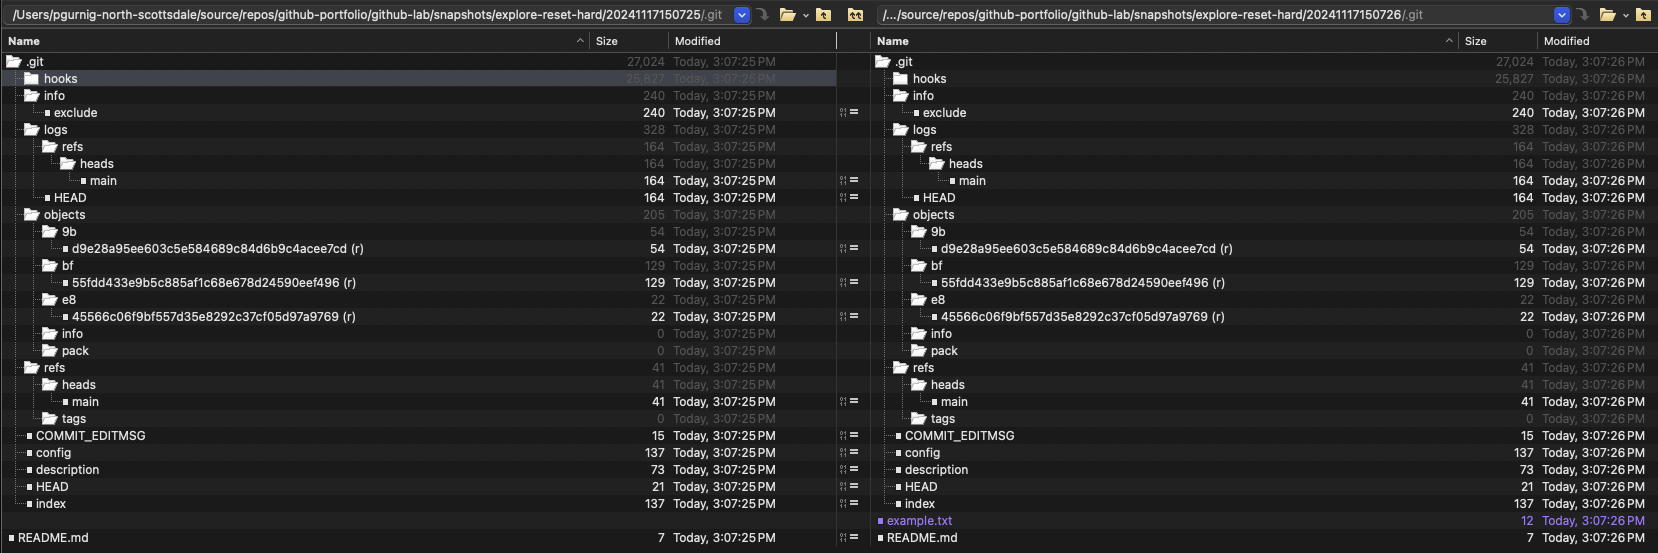 /Users/pgurnig-north-scottsdale/source/repos/github-portfolio/github-lab/snapshots/explore-reset-hard/20241117150725/.git /.../source/repos/github-portfolio/github-lab/snapshots/explore-reset-hard/20241117150726/.git
Name Size Modified Name Size Modified
.git 27,024 Today, 3:07:25 PM .git 27,024 Today, 3:07:26 PM
hooks 25,827 Today, 3:07:25 PM hooks 25,827 Today, 3:07:26 PM
info 240 Today, 3:07:25 PM info 240 Today, 3:07:26 PM
exclude 240 Today, 3:07:25 PM = exclude 240 Today, 3:07:26 PM
logs 328 Today, 3:07:25 PM logs 328 Today, 3:07:26 PM
refs 164 Today, 3:07:25 PM refs 164 Today, 3:07:26 PM
heads 164 Today, 3:07:25 PM heads 164 Today, 3:07:26 PM
main 164 Today, 3:07:25 PM = main 164 Today, 3:07:26 PM
HEAD 164 Today, 3:07:25 PM = HEAD 164 Today, 3:07:26 PM
objects 205 Today, 3:07:25 PM objects 205 Today, 3:07:26 PM
9b 54 Today, 3:07:25 PM 9b 54 Today, 3:07:26 PM
d9e28a95ee603c5e584689c84d6b9c4acee7cd (r) 54 Today, 3:07:25 PM = d9e28a95ee603c5e584689c84d6b9c4acee7cd (r) 54 Today, 3:07:26 PM
bf 129 Today, 3:07:25 PM bf 129 Today, 3:07:26 PM
55fdd433e9b5c885af1c68e678d24590eef496 (r) 129 Today, 3:07:25 PM = 55fdd433e9b5c885af1c68e678d24590eef496 (r) 129 Today, 3:07:26 PM
e8 22 Today, 3:07:25 PM e8 22 Today, 3:07:26 PM
45566c06f9bf557d35e8292c37cf05d97a9769 (r) 22 Today, 3:07:25 PM = 45566c06f9bf557d35e8292c37cf05d97a9769 (r) 22 Today, 3:07:26 PM
info 0 Today, 3:07:25 PM info 0 Today, 3:07:26 PM
pack 0 Today, 3:07:25 PM pack 0 Today, 3:07:26 PM
refs 41 Today, 3:07:25 PM refs 41 Today, 3:07:26 PM
heads 41 Today, 3:07:25 PM heads 41 Today, 3:07:26 PM
main 41 Today, 3:07:25 PM = main 41 Today, 3:07:26 PM
tags 0 Today, 3:07:25 PM tags 0 Today, 3:07:26 PM
COMMIT_EDITMSG 15 Today, 3:07:25 PM = COMMIT_EDITMSG 15 Today, 3:07:26 PM
config 137 Today, 3:07:25 PM = config 137 Today, 3:07:26 PM
description 73 Today, 3:07:25 PM = description 73 Today, 3:07:26 PM
HEAD 21 Today, 3:07:25 PM = HEAD 21 Today, 3:07:26 PM
index 137 Today, 3:07:25 PM = index 137 Today, 3:07:26 PM
example.txt 12 Today, 3:07:26 PM
README.md 7 Today, 3:07:25 PM = README.md 7 Today, 3:07:26 PM